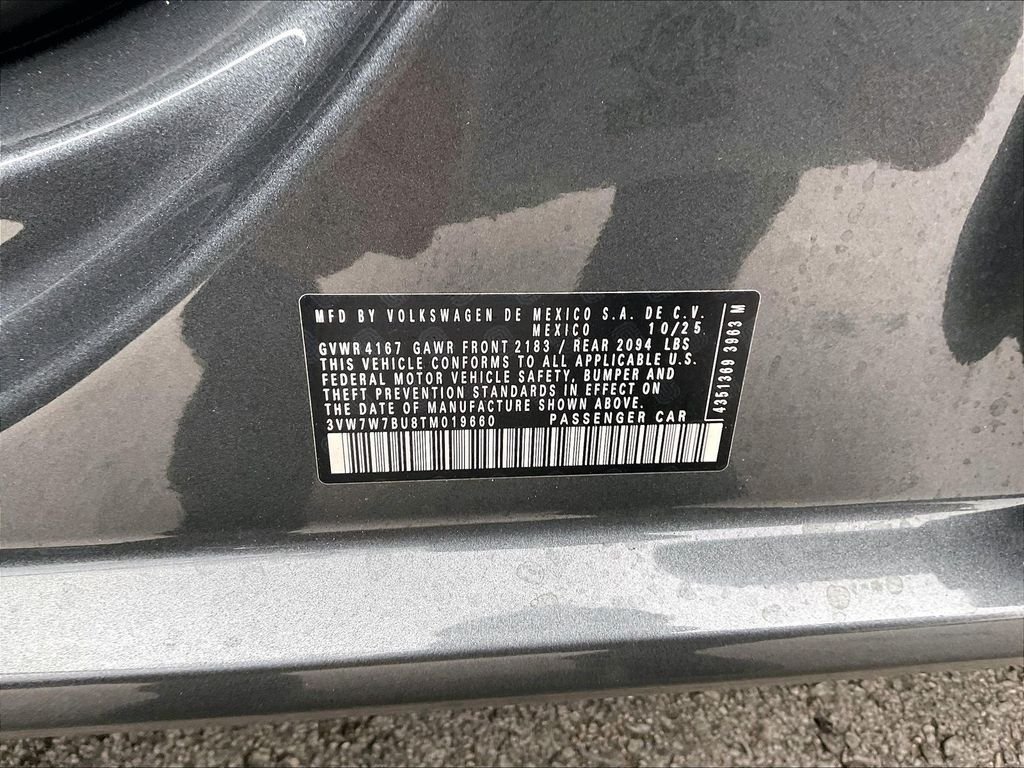 MFD BY VOLKSWAGEN DE MEXICO S.A. DE C.V.
MEXICO 10/25
GVWR 4167 GAWR FRONT 2183 / REAR 2094 LBS
THIS VEHICLE CONFORMS TO ALL APPLICABLE U.S.
FEDERAL MOTOR VEHICLE SAFETY, BUMPER AND
THEFT PREVENTION STANDARDS IN EFFECT ON
THE DATE OF MANUFACTURE SHOWN ABOVE.
3VW7W7BU8TM019660 PASSENGER CAR
4351369 3963 M